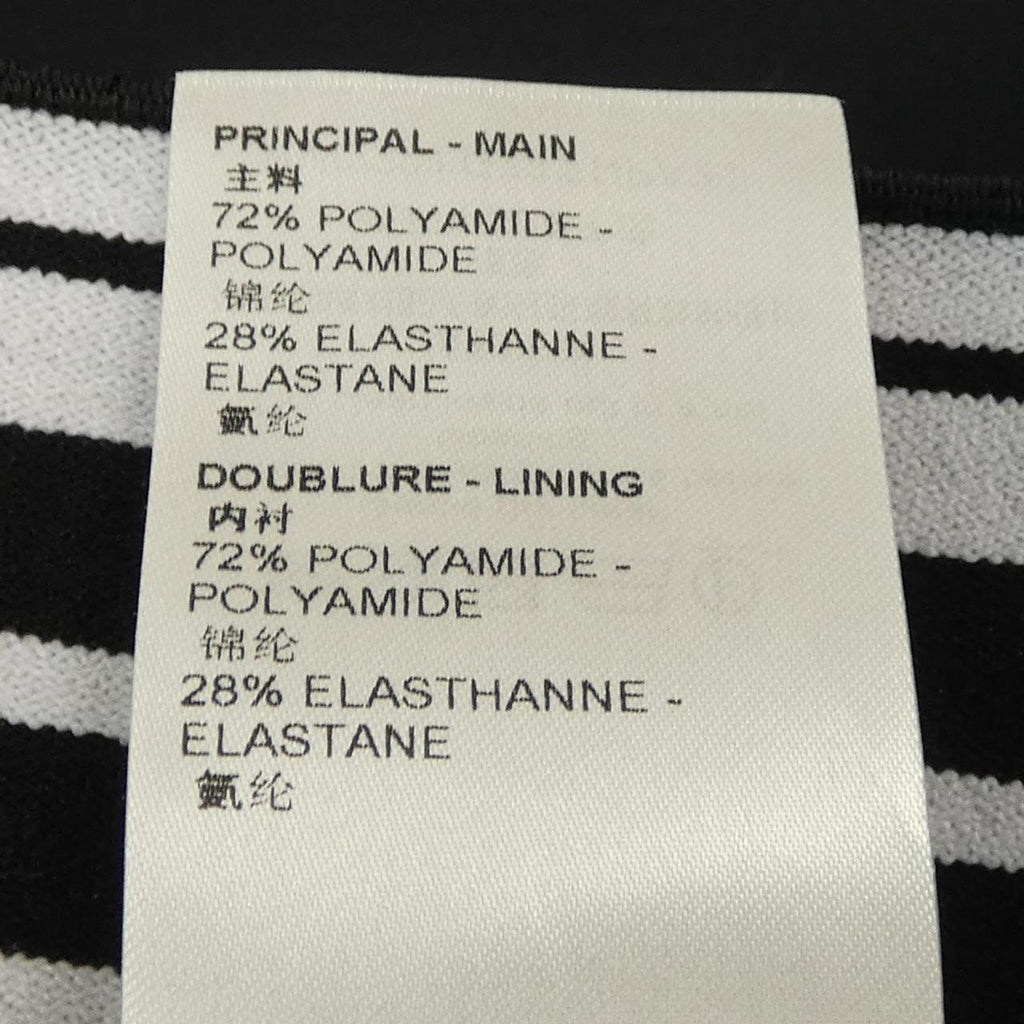 PRINCIPAL - MAIN
主料
72% POLYAMIDE -
POLYAMIDE
锦纶
28% ELASTHANNE -
ELASTANE
氨纶
DOUBLURE - LINING
内衬
72% POLYAMIDE -
POLYAMIDE
锦纶
28% ELASTHANNE -
ELASTANE
氨纶